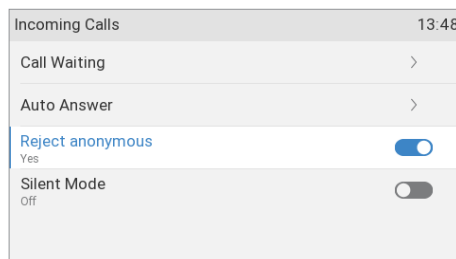 Incoming Calls 13:48
Call Waiting
Auto Answer
Reject anonymous
Yes
Silent Mode
Off